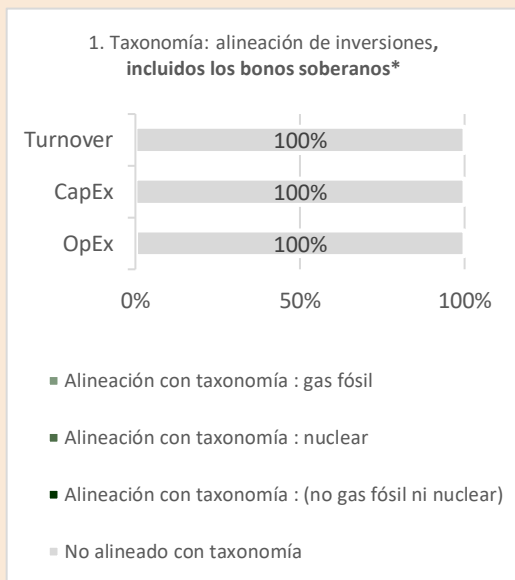 1. Taxonomía: alineación de inversiones,
incluidos los bonos soberanos*
Turnover 100%
CapEx 100%
OpEx 100%
0% 50% 100%
Alineación con taxonomía : gas fósil
Alineación con taxonomía : nuclear
Alineación con taxonomía : (no gas fósil ni nuclear)
No alineado con taxonomía